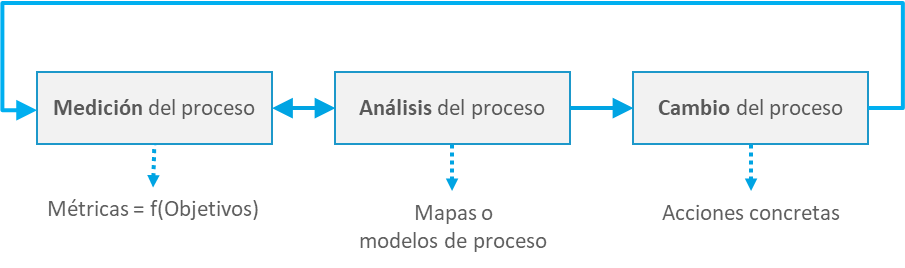 Medición del proceso
Análisis del proceso
Cambio del proceso
Métricas = f(Objetivos)
Mapas o
modelos de proceso
Acciones concretas